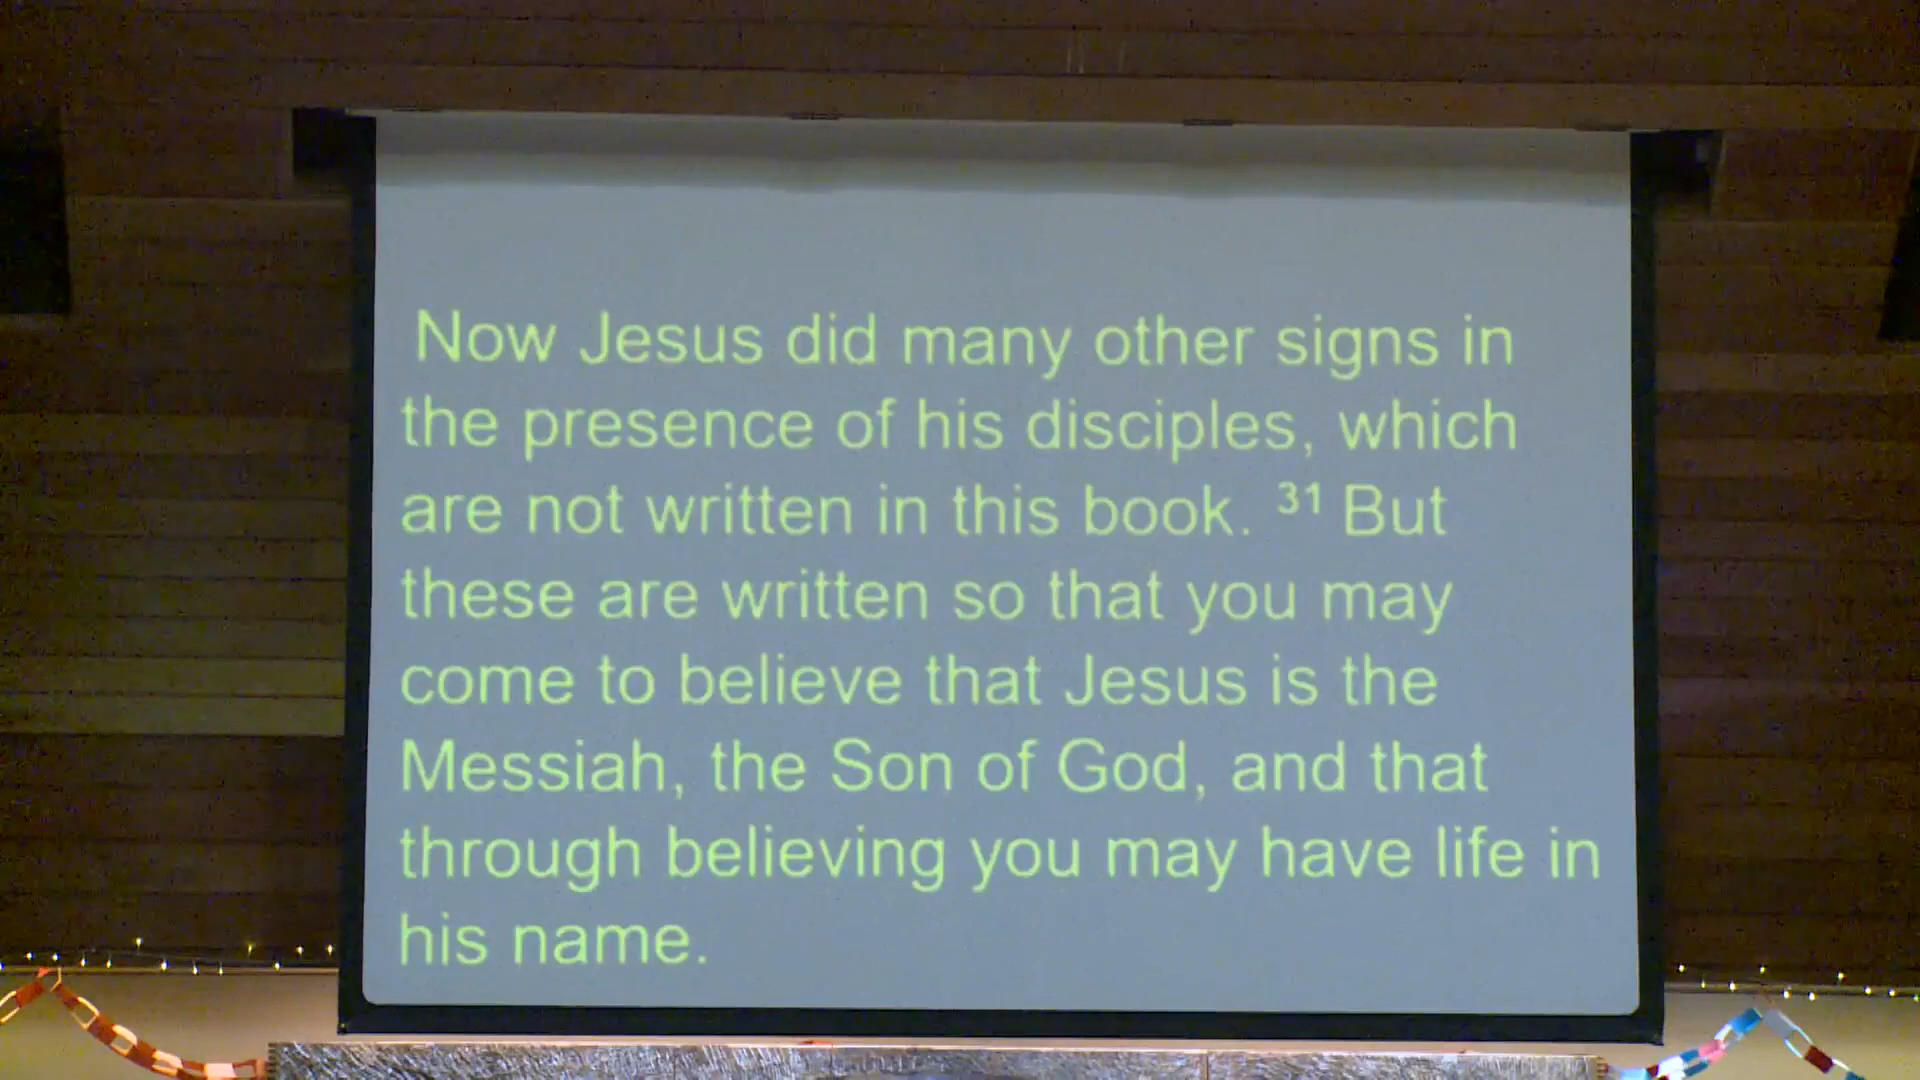 Now Jesus did many other signs in
the presence of his disciples, which
are not written in this book. ³¹ But
these are written so that you may
come to believe that Jesus is the
Messiah, the Son of God, and that
through believing you may have life in
his name.